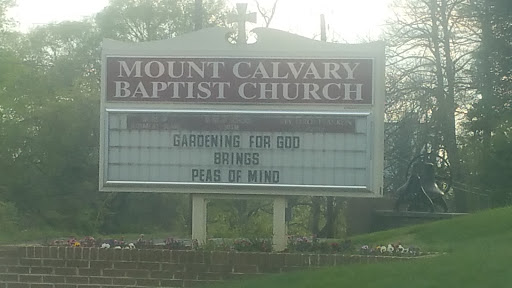 MOUNT CALVARY
BAPTIST CHURCH
GARDENING FOR GOD
BRINGS
PEAS OF MIND